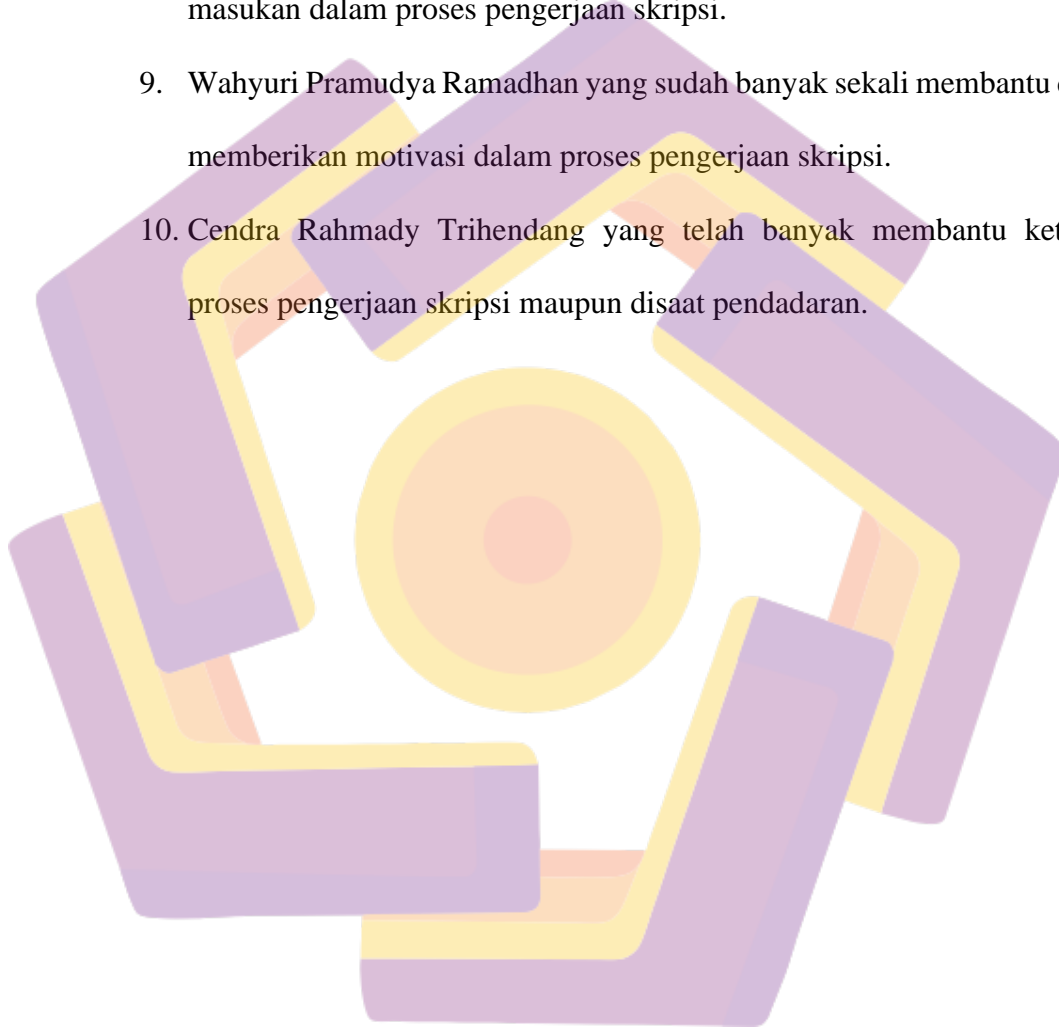 masukan dalam proses pengerjaan skripsi.
9. Wahyuri Pramudya Ramadhan yang sudah banyak sekali membantu
memberikan motivasi dalam proses pengerjaan skripsi.
10. Cendra Rahmady Trihendang yang telah banyak membantu
proses pengerjaan skripsi maupun disaat pendadaran.